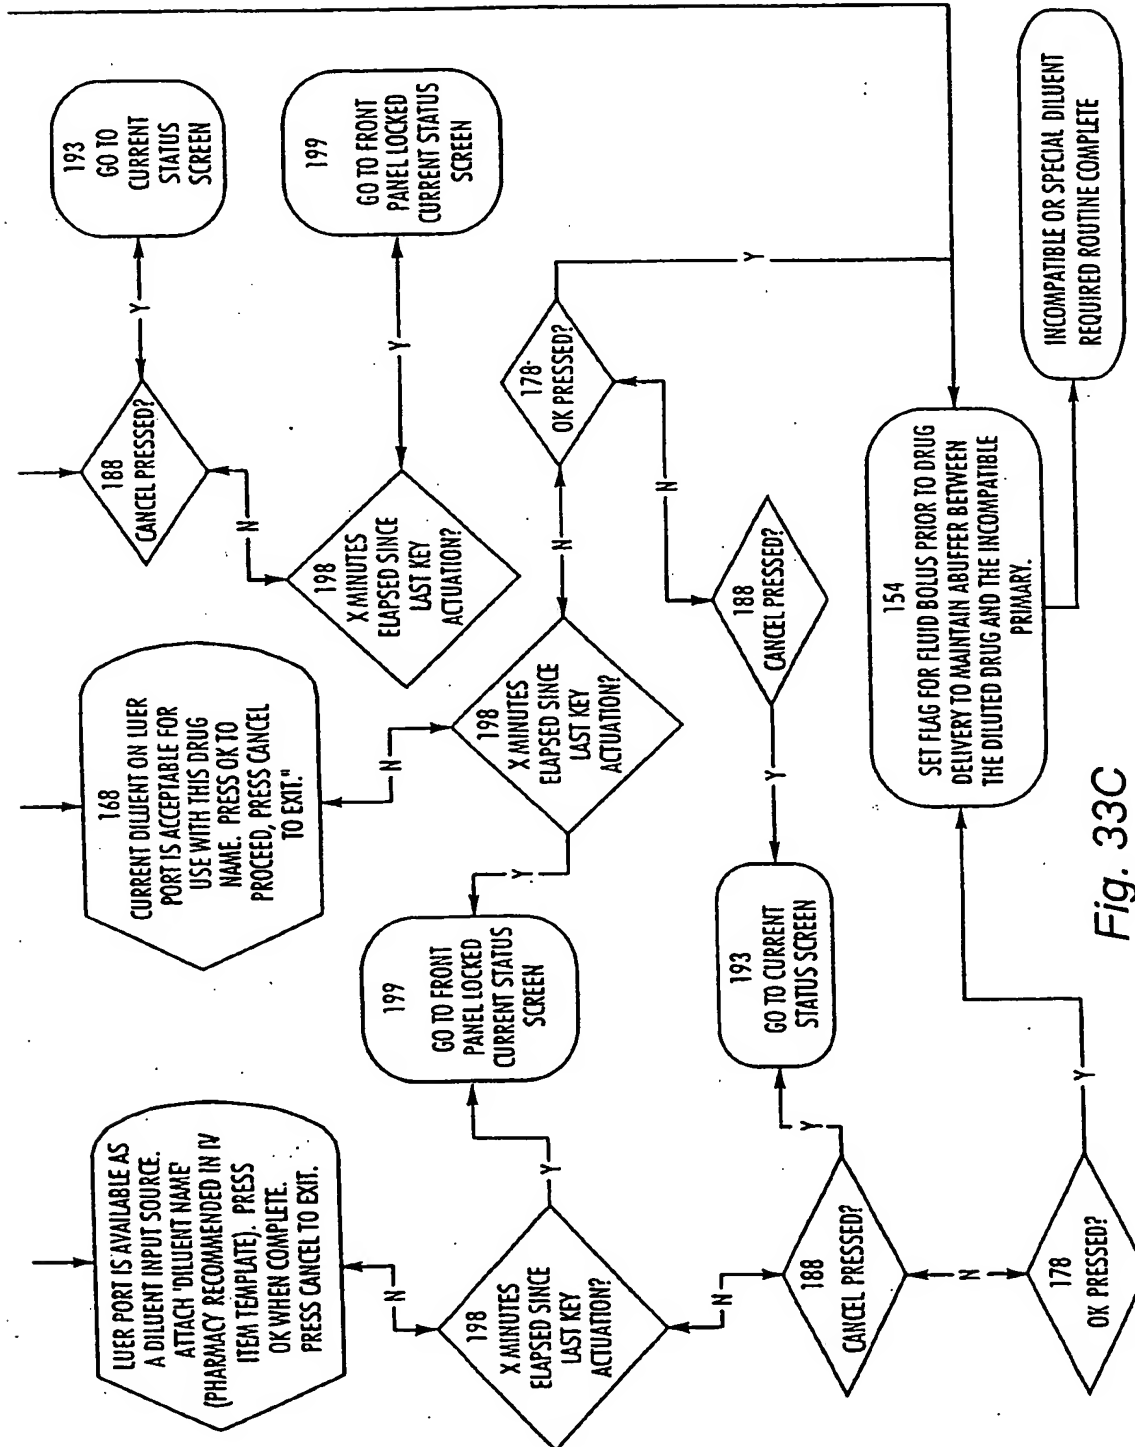 193
GO TO
CURRENT
STATUS
SCREEN
Y
188
CANCEL PRESSED?
N
199
GO TO FRONT
PANEL LOCKED
CURRENT STATUS
SCREEN
Y
198
X MINUTES
ELAPSED SINCE
LAST KEY
ACTUATION?
168
CURRENT DILUENT ON LUER
PORT IS ACCEPTABLE FOR
USE WITH THIS DRUG
NAME. PRESS OK TO
PROCEED, PRESS CANCEL
TO EXIT."
N
198
X MINUTES
ELAPSED SINCE
LAST KEY
ACTUATION?
N
178
OK PRESSED?
Y
N
188
CANCEL PRESSED?
Y
Y
199
GO TO FRONT
PANEL LOCKED
CURRENT STATUS
SCREEN
193
GO TO CURRENT
STATUS SCREEN
LUER PORT IS AVAILABLE AS
A DILUENT INPUT SOURCE.
ATTACH 'DILUENT NAME'
(PHARMACY RECOMMENDED IN IV
ITEM TEMPLATE). PRESS
OK WHEN COMPLETE.
PRESS CANCEL TO EXIT.
N
198
X MINUTES
ELAPSED SINCE
LAST KEY
ACTUATION?
Y
N
188
CANCEL PRESSED?
Y
N
178
OK PRESSED?
Y
154
SET FLAG FOR FLUID BOLUS PRIOR TO DRUG
DELIVERY TO MAINTAIN ABUFFER BETWEEN
THE DILUTED DRUG AND THE INCOMPATIBLE
PRIMARY.
INCOMPATIBLE OR SPECIAL DILUENT
REQUIRED ROUTINE COMPLETE
Fig. 33C